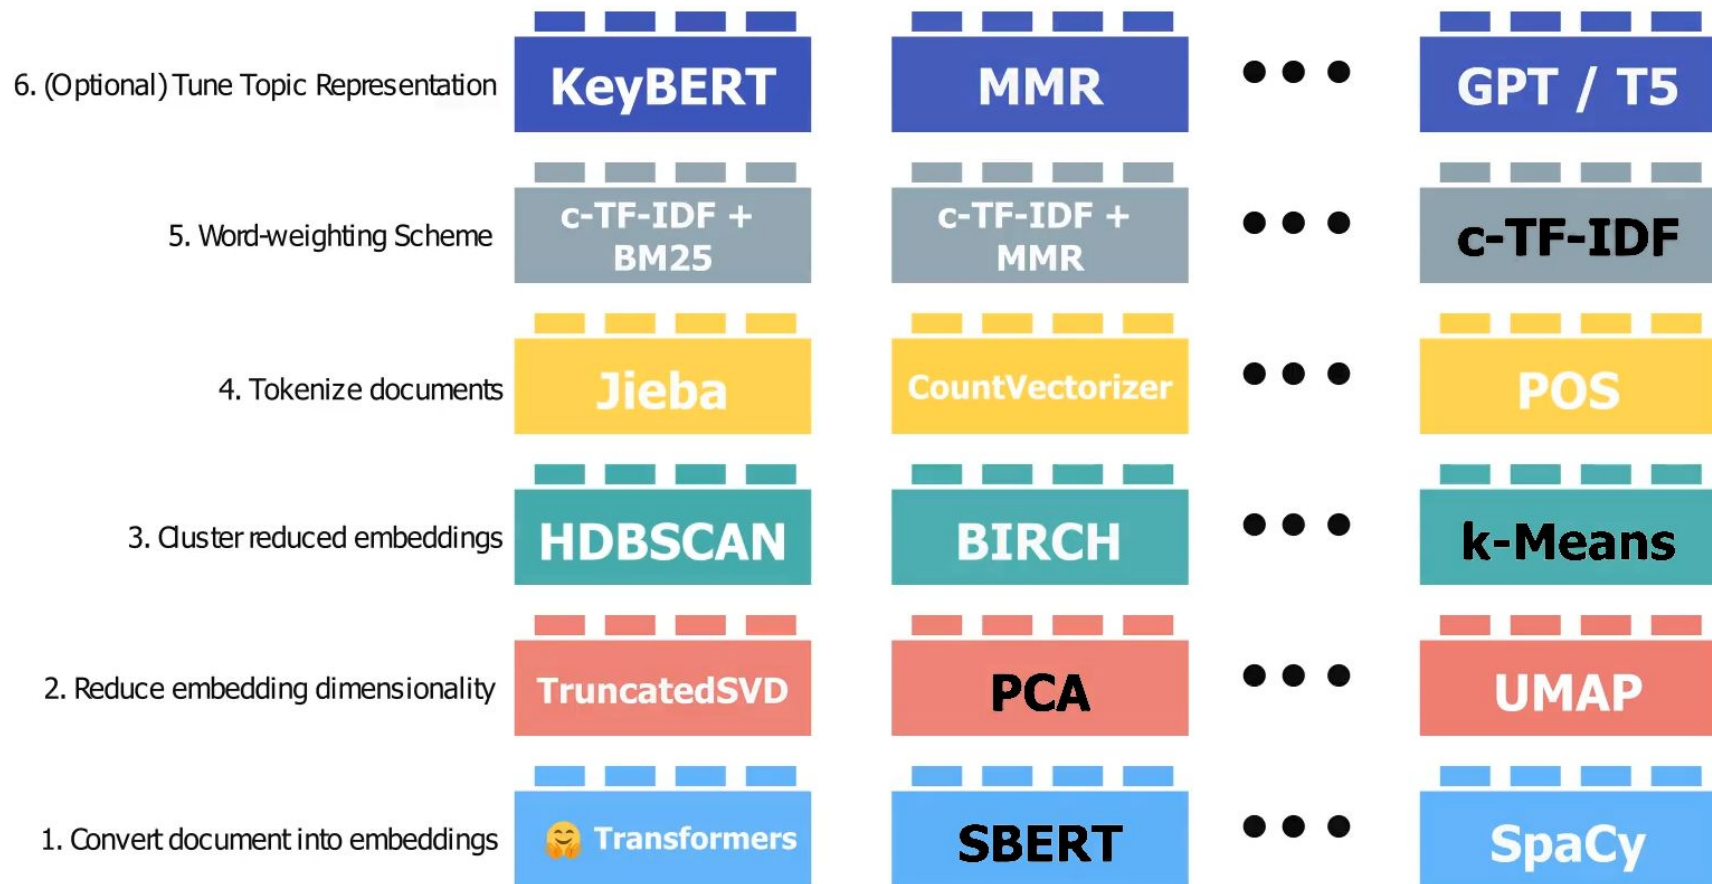 6. (Optional) Tune Topic Representation
KeyBERT
MMR
GPT / T5
5. Word-weighting Scheme
c-TF-IDF +
BM25
c-TF-IDF +
MMR
c-TF-IDF
4. Tokenize documents
Jieba
CountVectorizer
POS
3. Cluster reduced embeddings
HDBSCAN
BIRCH
k-Means
2. Reduce embedding dimensionality
TruncatedSVD
PCA
UMAP
1. Convert document into embeddings
🤗 Transformers
SBERT
SpaCy